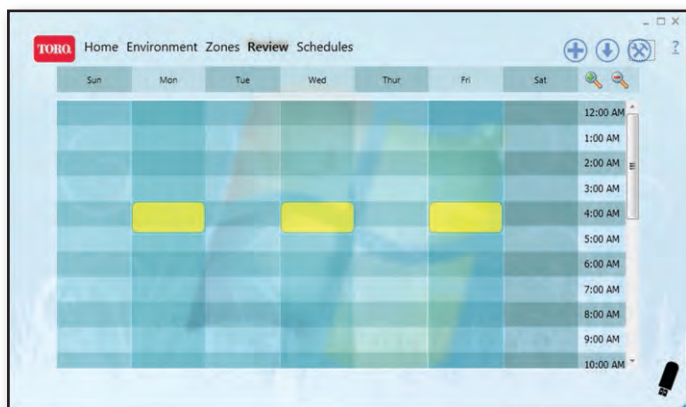 TORO. Home Environment Zones Review Schedules ?
Sun Mon Tue Wed Thur Fri Sat
12:00 AM
1:00 AM
2:00 AM
3:00 AM
4:00 AM
5:00 AM
6:00 AM
7:00 AM
8:00 AM
9:00 AM
10:00 AM